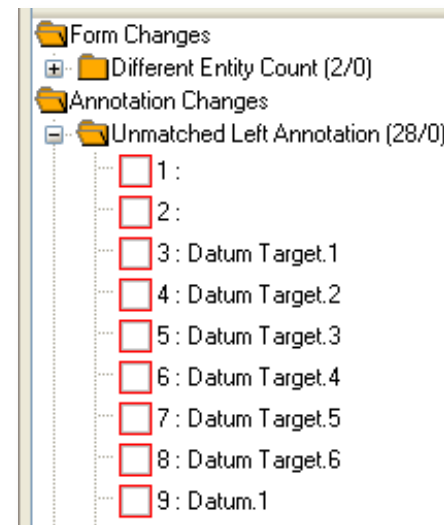 Form Changes
Different Entity Count (2/0)
Annotation Changes
Unmatched Left Annotation (28/0)
1 :
2 :
3 : Datum Target.1
4 : Datum Target.2
5 : Datum Target.3
6 : Datum Target.4
7 : Datum Target.5
8 : Datum Target.6
9 : Datum.1